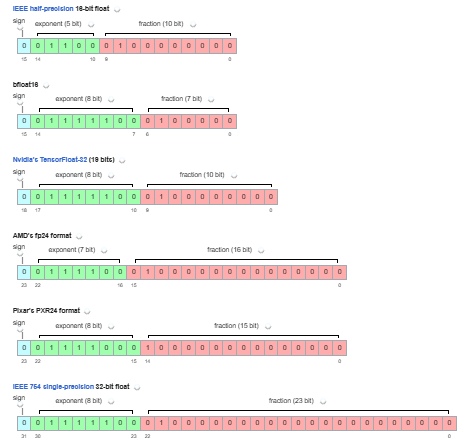 IEEE half-precision 16-bit float
sign exponent (5 bit) fraction (10 bit)
0 0 1 1 0 0 0 1 0 0 0 0 0 0 0 0
15 14 10 9 0
bfloat16
sign exponent (8 bit) fraction (7 bit)
0 0 1 1 1 1 1 0 0 0 1 0 0 0 0 0
15 14 7 6 0
Nvidia's TensorFloat-32 (19 bits)
sign exponent (8 bit) fraction (10 bit)
0 0 1 1 1 1 1 0 0 0 1 0 0 0 0 0 0 0 0
18 17 10 9 0
AMD's fp24 format
sign exponent (7 bit) fraction (16 bit)
0 0 1 1 1 1 0 0 0 1 0 0 0 0 0 0 0 0 0 0 0 0 0 0
23 22 16 15 0
Pixar's PXR24 format
sign exponent (8 bit) fraction (15 bit)
0 0 1 1 1 1 1 0 0 1 0 0 0 0 0 0 0 0 0 0 0 0 0 0
23 22 15 14 0
IEEE 754 single-precision 32-bit float
sign exponent (8 bit) fraction (23 bit)
0 0 1 1 1 1 1 0 0 0 1 0 0 0 0 0 0 0 0 0 0 0 0 0 0 0 0 0 0 0 0 0
31 30 23 22 0